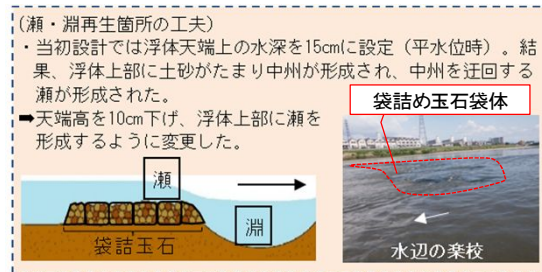 (瀬・淵再生箇所の工夫)
・当初設計では浮体天端上の水深を15cmに設定（平水位時）。結
果、浮体上部に土砂がたまり中州が形成され、中州を迂回する
瀬が形成された。
➡天端高を10cm下げ、浮体上部に瀬を
形成するように変更した。
袋詰め玉石袋体
瀬
淵
袋詰玉石
水辺の楽校